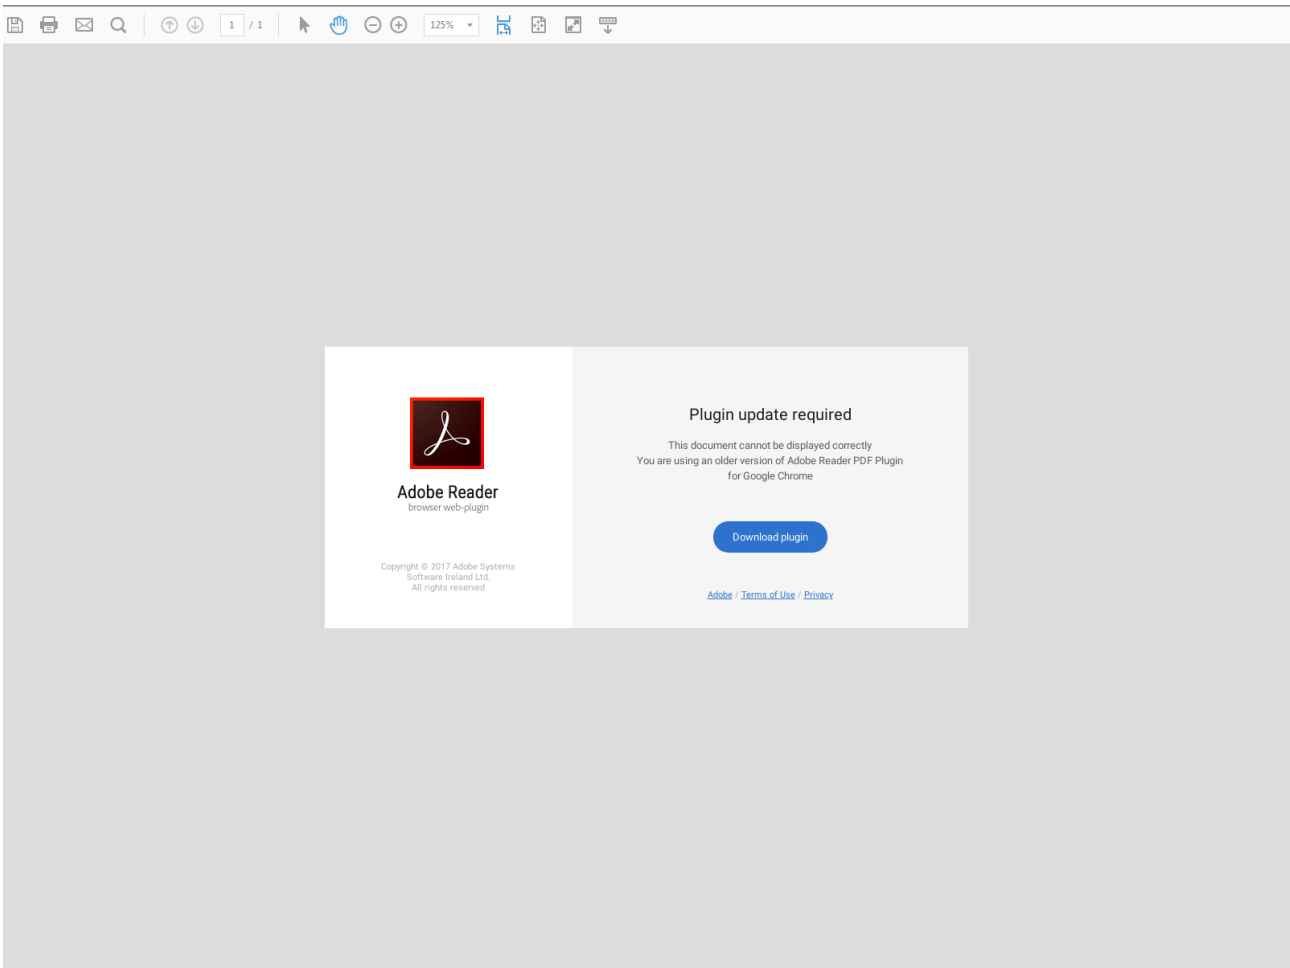 1 / 1
125%
Adobe Reader
browser web-plugin
Copyright © 2017 Adobe Systems
Software Ireland Ltd.
All rights reserved
Plugin update required
This document cannot be displayed correctly
You are using an older version of Adobe Reader PDF Plugin
for Google Chrome
Download plugin
Adobe / Terms of Use / Privacy